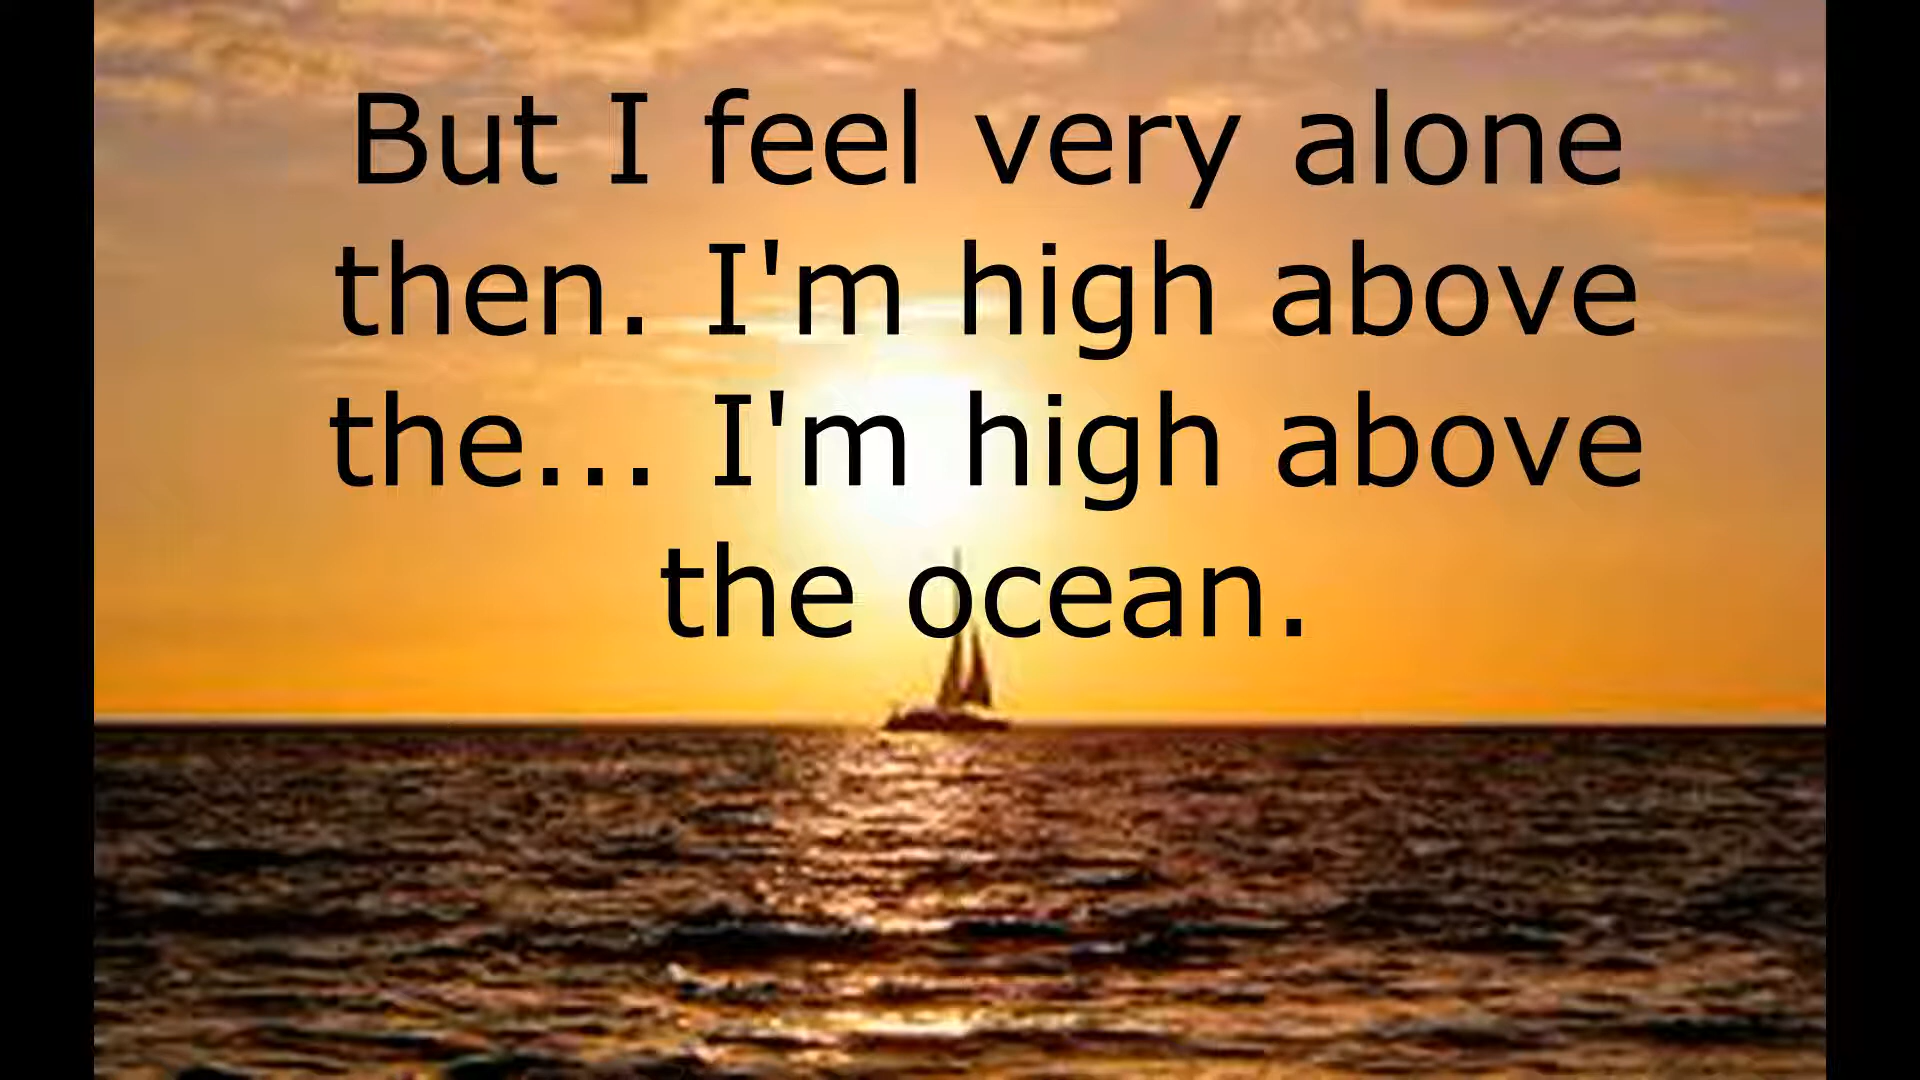 But I feel very alone
then. I'm high above
the... I'm high above
the ocean.